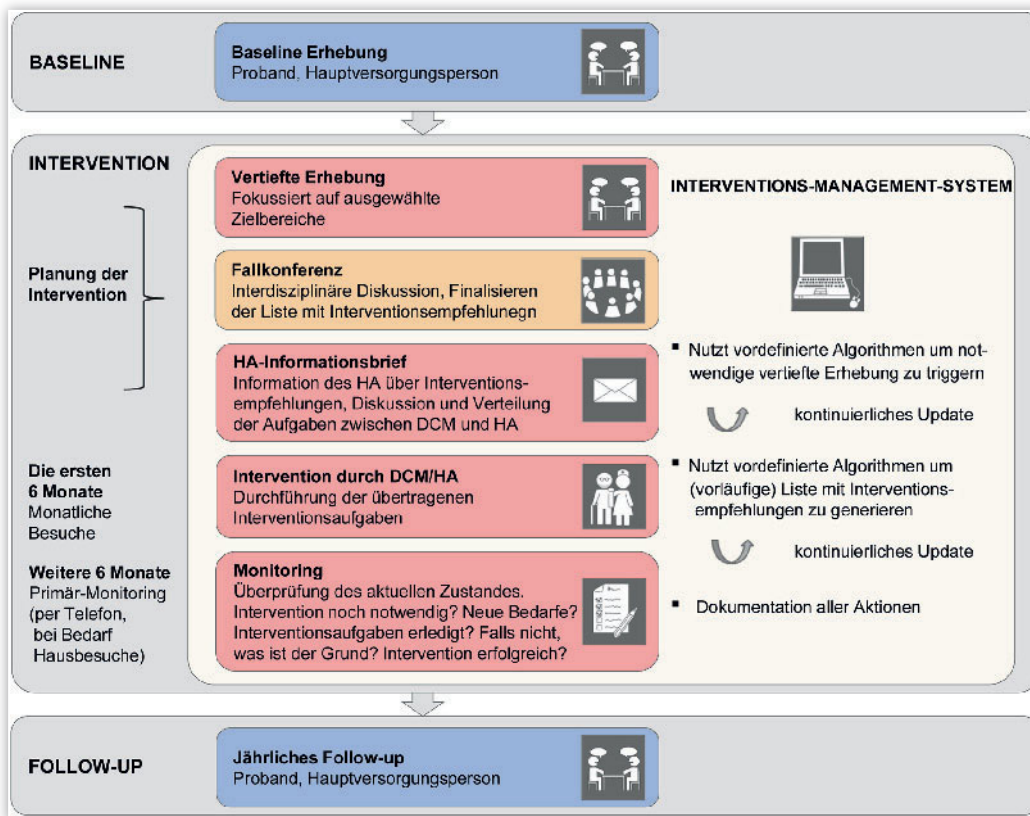 BASELINE
Baseline Erhebung
Proband, Hauptversorgungsperson
INTERVENTION
Planung der
Intervention
Die ersten
6 Monate
Monatliche
Besuche
Weitere 6 Monate
Primär-Monitoring
(per Telefon,
bei Bedarf
Hausbesuche)
Vertiefte Erhebung
Fokussiert auf ausgewählte
Zielbereiche
Fallkonferenz
Interdisziplinäre Diskussion, Finalisieren
der Liste mit Interventionsempfehlunegn
HA-Informationsbrief
Information des HA über Interventions-
empfehlungen, Diskussion und Verteilung
der Aufgaben zwischen DCM und HA
Intervention durch DCM/HA
Durchführung der übertragenen
Interventionsaufgaben
Monitoring
Überprüfung des aktuellen Zustandes.
Intervention noch notwendig? Neue Bedarfe?
Interventionsaufgaben erledigt? Falls nicht,
was ist der Grund? Intervention erfolgreich?
INTERVENTIONS-MANAGEMENT-SYSTEM
▪ Nutzt vordefinierte Algorithmen um not-
wendige vertiefte Erhebung zu triggern
kontinuierliches Update
▪ Nutzt vordefinierte Algorithmen um
(vorläufige) Liste mit Interventions-
empfehlungen zu generieren
kontinuierliches Update
▪ Dokumentation aller Aktionen
FOLLOW-UP
Jährliches Follow-up
Proband, Hauptversorgungsperson